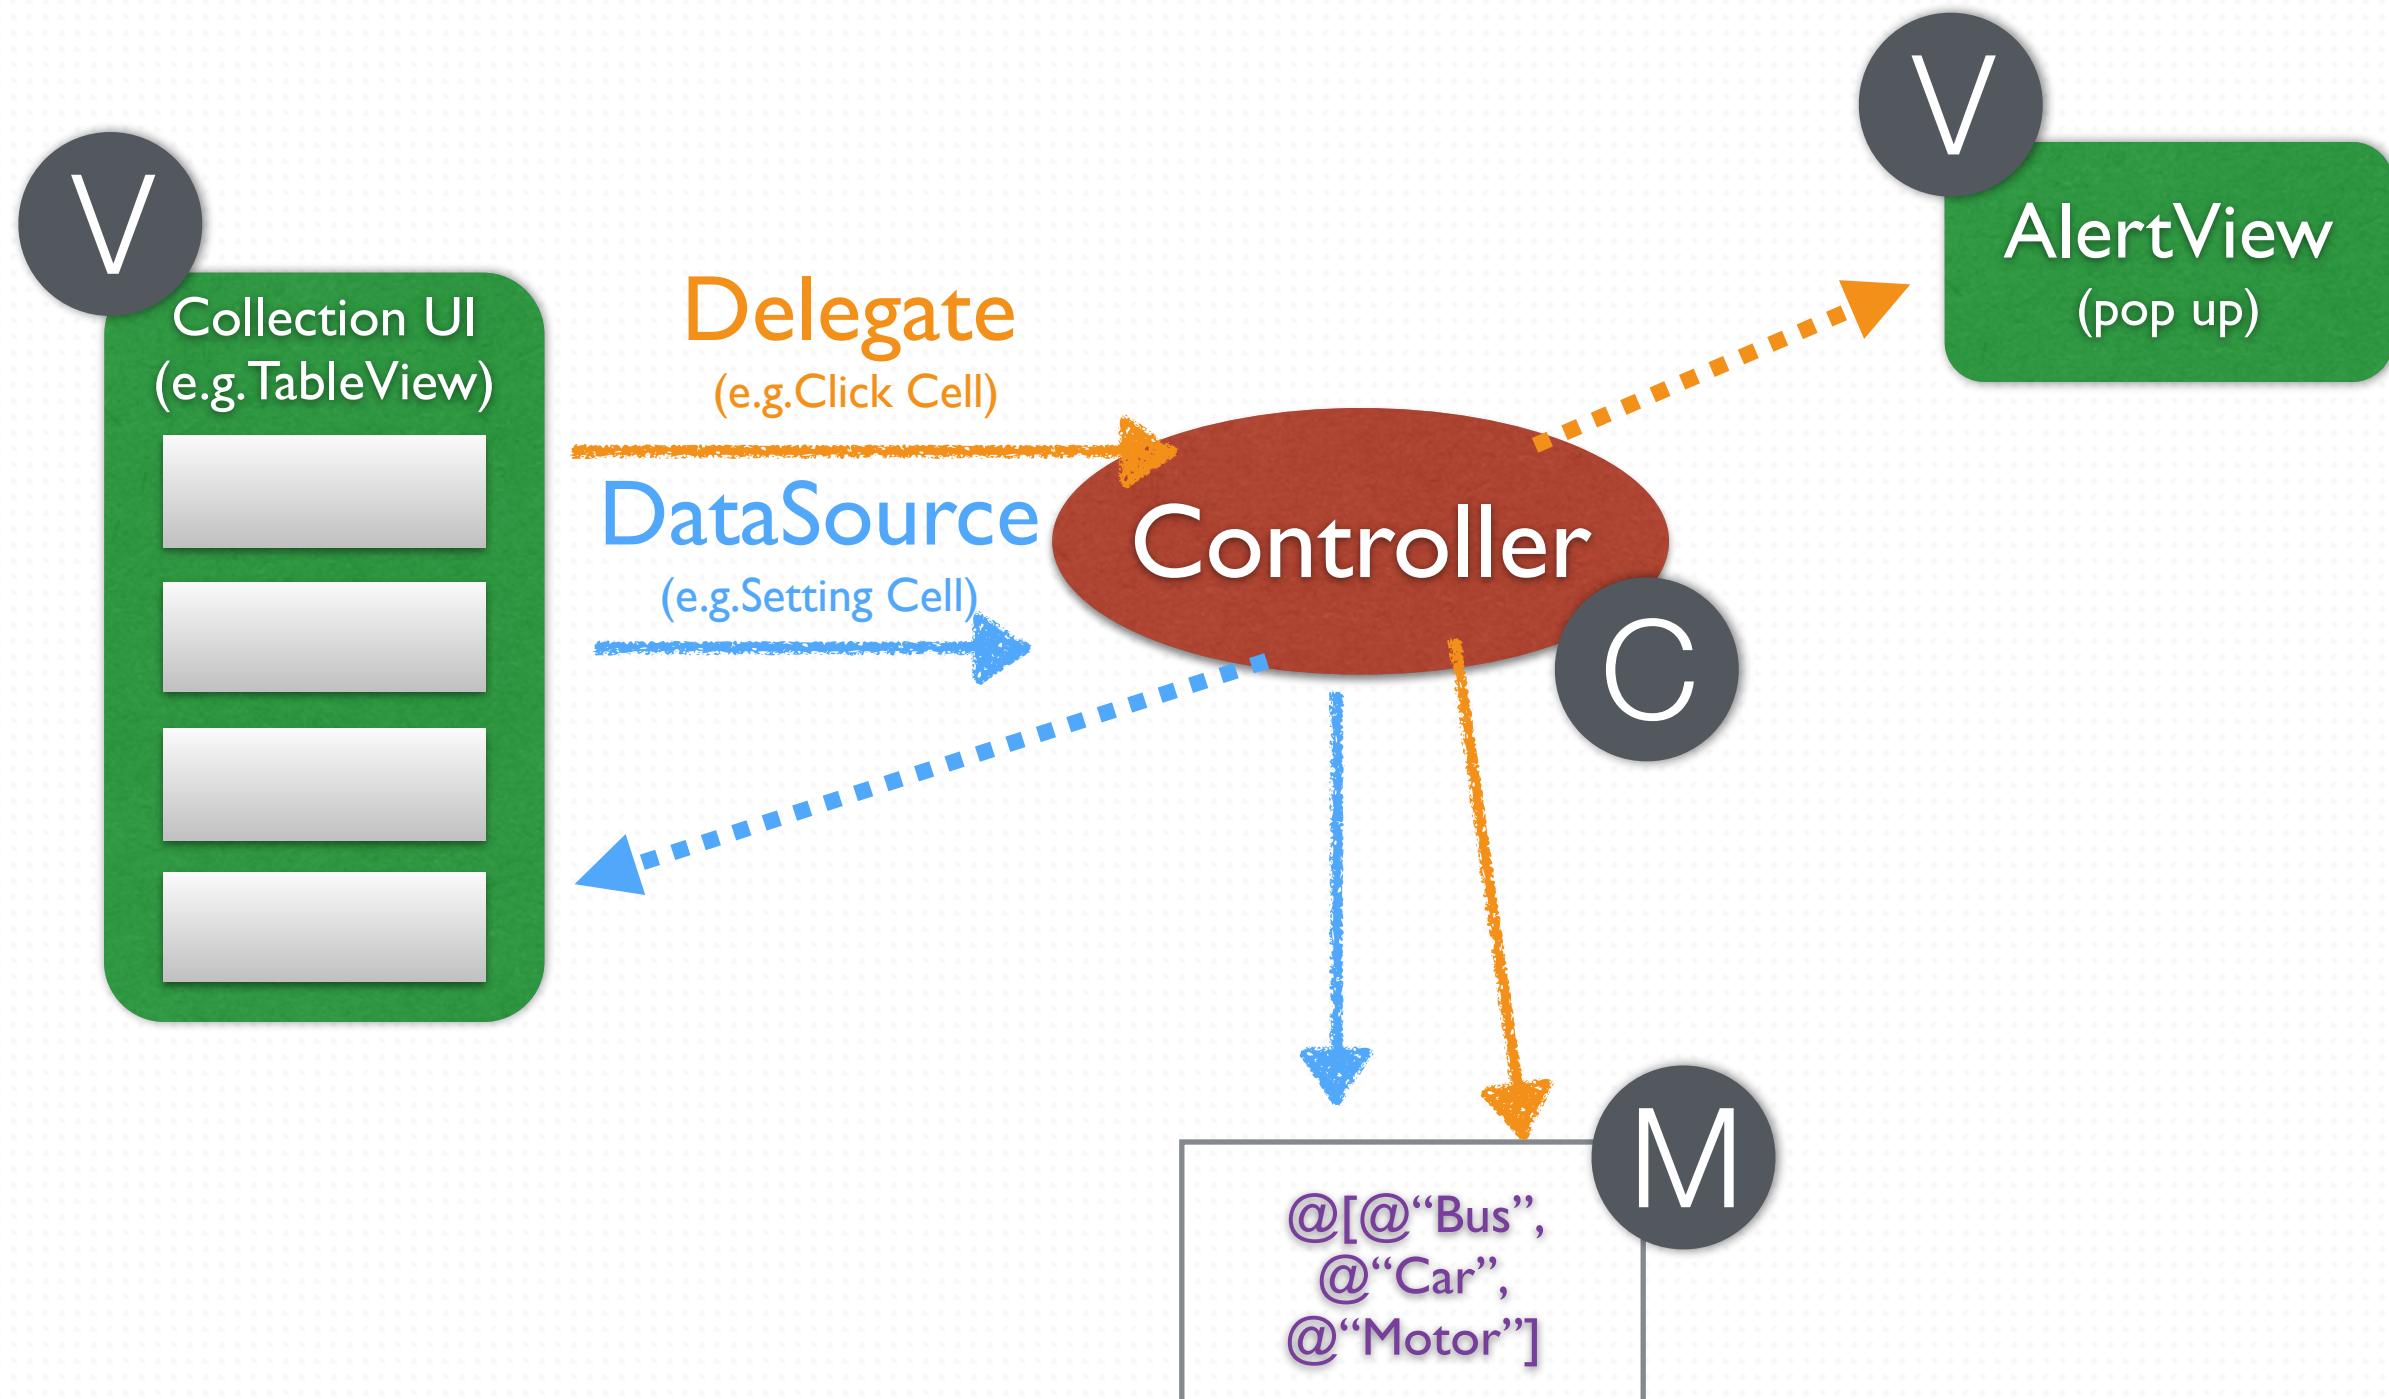 V
Collection UI
(e.g.TableView)
Delegate
(e.g.Click Cell)
DataSource
(e.g.Setting Cell)
Controller
C
V
AlertView
(pop up)
M
@[@“Bus”,
@“Car”,
@“Motor”]